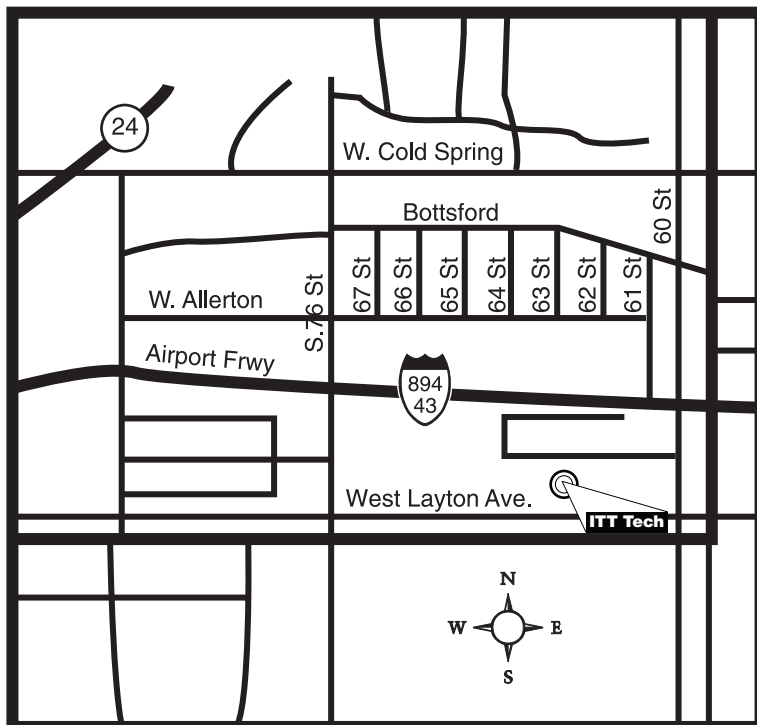 24
W. Cold Spring
Bottsford
60 St
67 St
66 St
65 St
64 St
63 St
62 St
61 St
W. Allerton
S.76 St
Airport Frwy
894
43
West Layton Ave.
ITT Tech
N
W
E
S